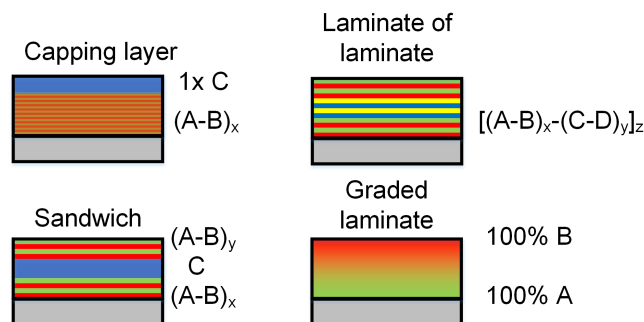 Capping layer
1x C
(A-B)ₓ
Laminate of
laminate
[(A-B)ₓ-(C-D)ᵧ]z
Sandwich
(A-B)ᵧ
C
(A-B)ₓ
Graded
laminate
100% B
100% A